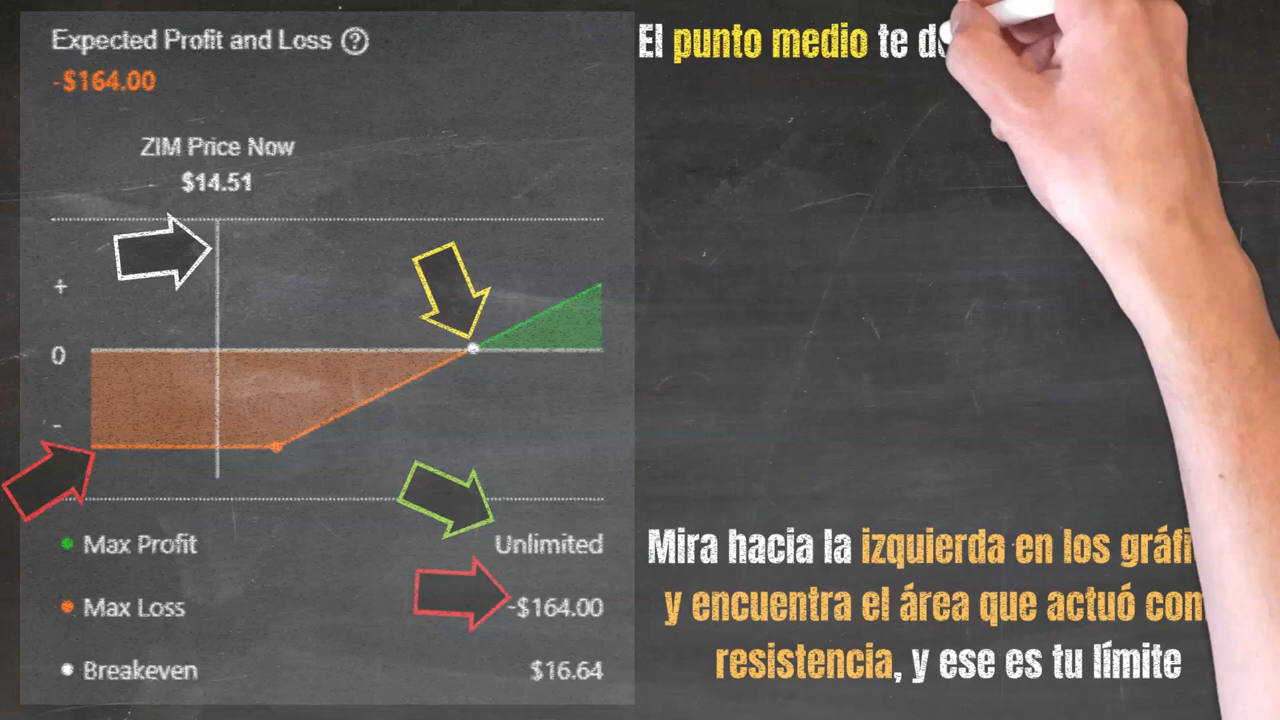 Expected Profit and Loss ?
-$164.00
ZIM Price Now
$14.51
+
0
-
Max Profit Unlimited
Max Loss -$164.00
Breakeven $16.64
El punto medio te
Mira hacia la izquierda en los
y encuentra el área que actuó
resistencia, y ese es tu límite